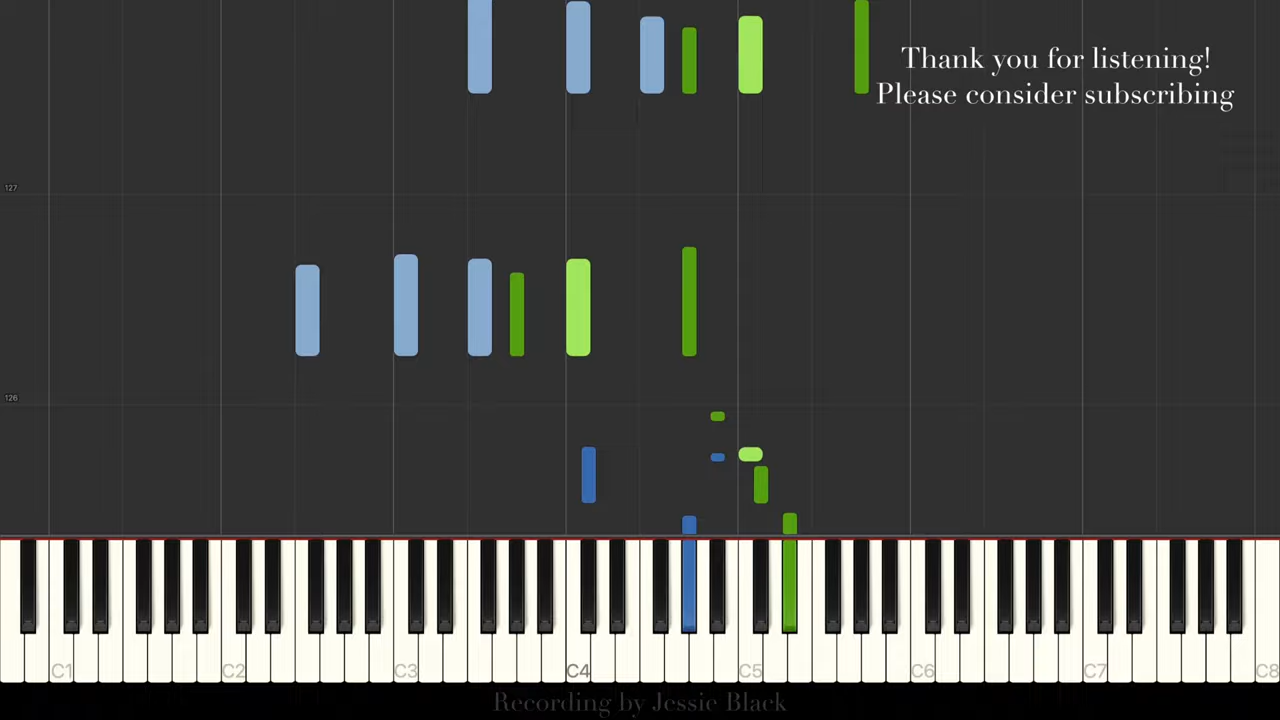 Thank you for listening!
Please consider subscribing
127
126
C1 C2 C3 C4 C5 C6 C7 C8
Recording by Jessie Black